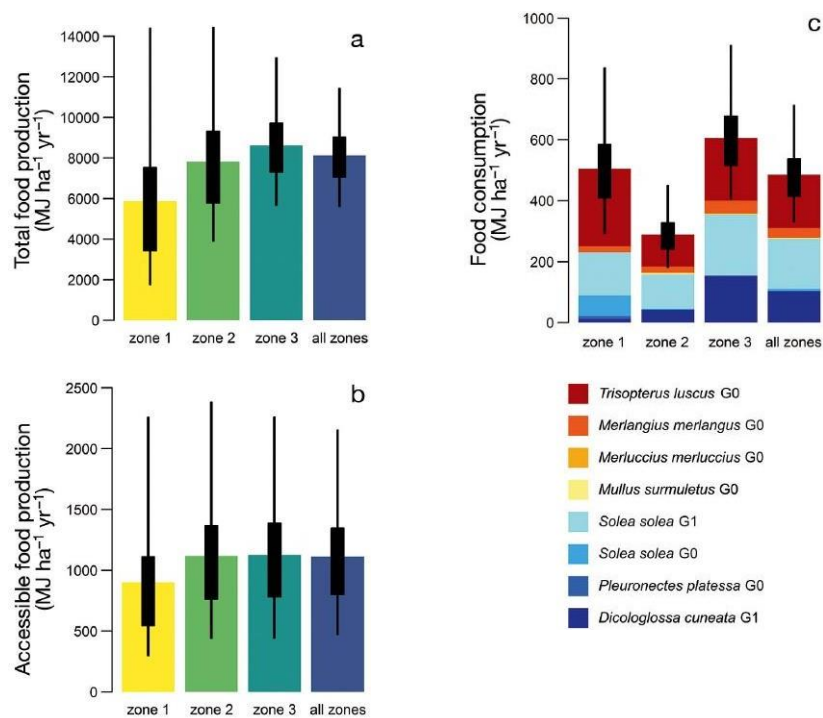 a
Total food production
(MJ ha⁻¹ yr⁻¹)
14000
12000
10000
8000
6000
4000
2000
0
zone 1 zone 2 zone 3 all zones
b
Accessible food production
(MJ ha⁻¹ yr⁻¹)
2500
2000
1500
1000
500
0
zone 1 zone 2 zone 3 all zones
c
Food consumption
(MJ ha⁻¹ yr⁻¹)
1000
800
600
400
200
0
zone 1 zone 2 zone 3 all zones
Trisopterus luscus G0
Merlangius merlangus G0
Merluccius merluccius G0
Mullus surmuletus G0
Solea solea G1
Solea solea G0
Pleuronectes platessa G0
Dicologlossa cuneata G1